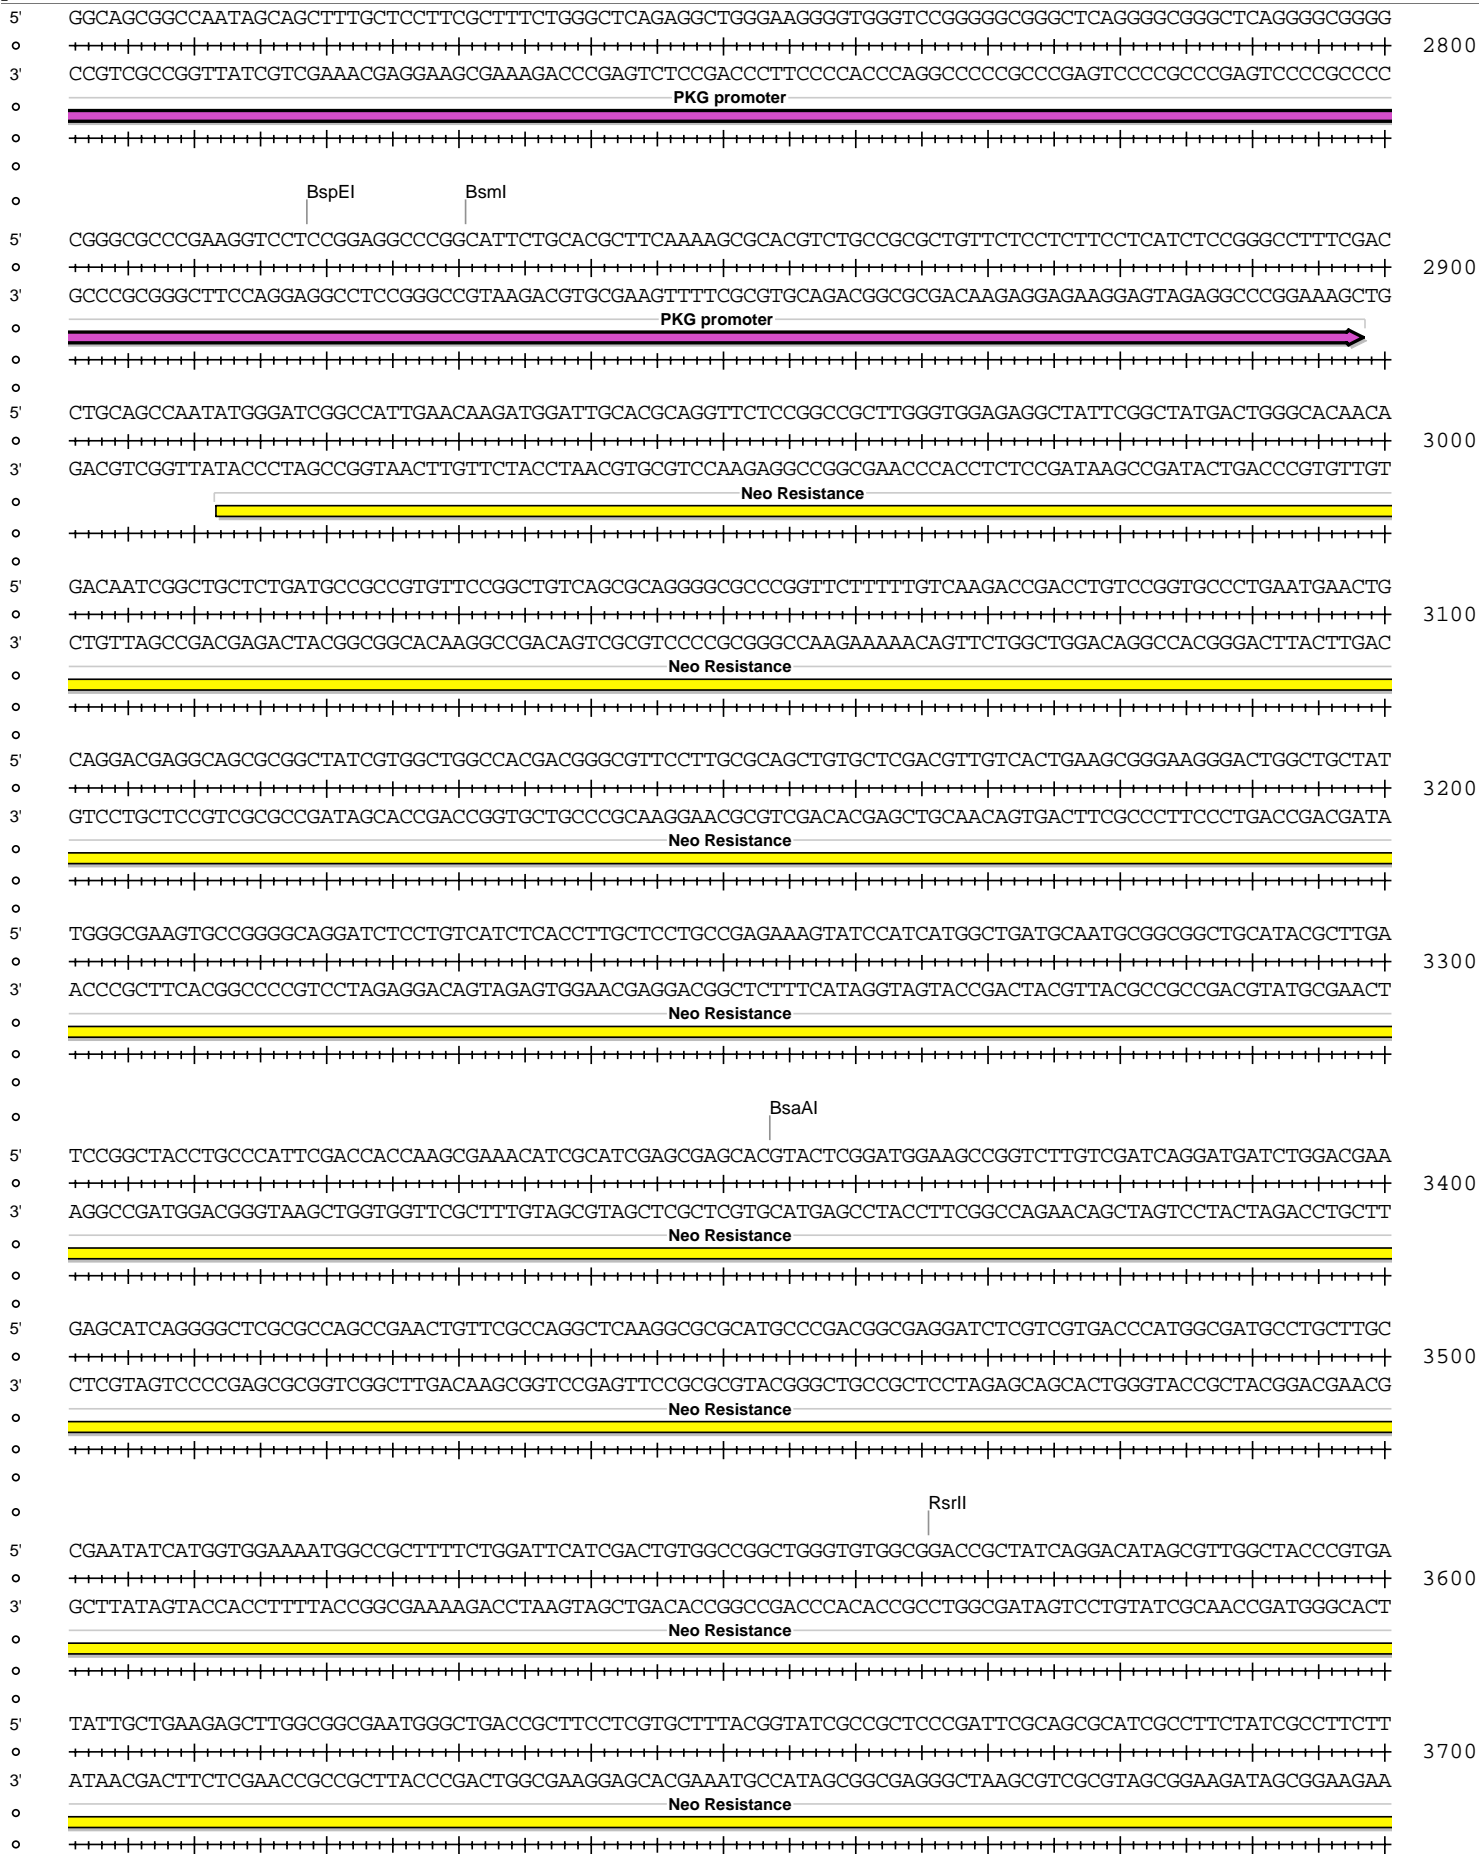 5' GGCAGCGGCCAATAGCAGCTTTGCTCCTTCGCTTTCTGGGCTCAGAGGCTGGGAAGGGGTGGGTCCGGGGGCGGGCTCAGGGGCGGGCTCAGGGGCGGGG
2800
3' CCGTCGCCGGTTATCGTCGAAACGAGGAAGCGAAAGACCCGAGTCTCCGACCCTTCCCCACCCAGGCCCCCGCCCGAGTCCCCGCCCGAGTCCCCGCCCC
PKG promoter
BspEI BsmI
5' CGGGCGCCCGAAGGTCCTCCGGAGGCCCGGCATTCTGCACGCTTCAAAAGCGCACGTCTGCCGCGCTGTTCTCCTCTTCCTCATCTCCGGGCCTTTCGAC
2900
3' GCCCGCGGGCTTCCAGGAGGCCTCCGGGCCGTAAGACGTGCGAAGTTTTCGCGTGCAGACGGCGCGACAAGAGGAGAAGGAGTAGAGGCCCGGAAAGCTG
PKG promoter
5' CTGCAGCCAATATGGGATCGGCCATTGAACAAGATGGATTGCACGCAGGTTCTCCGGCCGCTTGGGTGGAGAGGCTATTCGGCTATGACTGGGCACAACA
3000
3' GACGTCGGTTATACCCTAGCCGGTAACTTGTTCTACCTAACGTGCGTCCAAGAGGCCGGCGAACCCACCTCTCCGATAAGCCGATACTGACCCGTGTTGT
Neo Resistance
5' GACAATCGGCTGCTCTGATGCCGCCGTGTTCCGGCTGTCAGCGCAGGGGCGCCCGGTTCTTTTTGTCAAGACCGACCTGTCCGGTGCCCTGAATGAACTG
3100
3' CTGTTAGCCGACGAGACTACGGCGGCACAAGGCCGACAGTCGCGTCCCCGCGGGCCAAGAAAAACAGTTCTGGCTGGACAGGCCACGGGACTTACTTGAC
Neo Resistance
5' CAGGACGAGGCAGCGCGGCTATCGTGGCTGGCCACGACGGGCGTTCCTTGCGCAGCTGTGCTCGACGTTGTCACTGAAGCGGGAAGGGACTGGCTGCTAT
3200
3' GTCCTGCTCCGTCGCGCCGATAGCACCGACCGGTGCTGCCCGCAAGGAACGCGTCGACACGAGCTGCAACAGTGACTTCGCCCTTCCCTGACCGACGATA
Neo Resistance
5' TGGGCGAAGTGCCGGGGCAGGATCTCCTGTCATCTCACCTTGCTCCTGCCGAGAAAGTATCCATCATGGCTGATGCAATGCGGCGGCTGCATACGCTTGA
3300
3' ACCCGCTTCACGGCCCCGTCCTAGAGGACAGTAGAGTGGAACGAGGACGGCTCTTTCATAGGTAGTACCGACTACGTTACGCCGCCGACGTATGCGAACT
Neo Resistance
BsaAI
5' TCCGGCTACCTGCCCATTCGACCACCAAGCGAAACATCGCATCGAGCGAGCACGTACTCGGATGGAAGCCGGTCTTGTCGATCAGGATGATCTGGACGAA
3400
3' AGGCCGATGGACGGGTAAGCTGGTGGTTCGCTTTGTAGCGTAGCTCGCTCGTGCATGAGCCTACCTTCGGCCAGAACAGCTAGTCCTACTAGACCTGCTT
Neo Resistance
5' GAGCATCAGGGGCTCGCGCCAGCCGAACTGTTCGCCAGGCTCAAGGCGCGCATGCCCGACGGCGAGGATCTCGTCGTGACCCATGGCGATGCCTGCTTGC
3500
3' CTCGTAGTCCCCGAGCGCGGTCGGCTTGACAAGCGGTCCGAGTTCCGCGCGTACGGGCTGCCGCTCCTAGAGCAGCACTGGGTACCGCTACGGACGAACG
Neo Resistance
RsrII
5' CGAATATCATGGTGGAAAATGGCCGCTTTTCTGGATTCATCGACTGTGGCCGGCTGGGTGTGGCGGACCGCTATCAGGACATAGCGTTGGCTACCCGTGA
3600
3' GCTTATAGTACCACCTTTTACCGGCGAAAAGACCTAAGTAGCTGACACCGGCCGACCCACACCGCCTGGCGATAGTCCTGTATCGCAACCGATGGGCACT
Neo Resistance
5' TATTGCTGAAGAGCTTGGCGGCGAATGGGCTGACCGCTTCCTCGTGCTTTACGGTATCGCCGCTCCCGATTCGCAGCGCATCGCCTTCTATCGCCTTCTT
3700
3' ATAACGACTTCTCGAACCGCCGCTTACCCGACTGGCGAAGGAGCACGAAATGCCATAGCGGCGAGGGCTAAGCGTCGCGTAGCGGAAGATAGCGGAAGAA
Neo Resistance